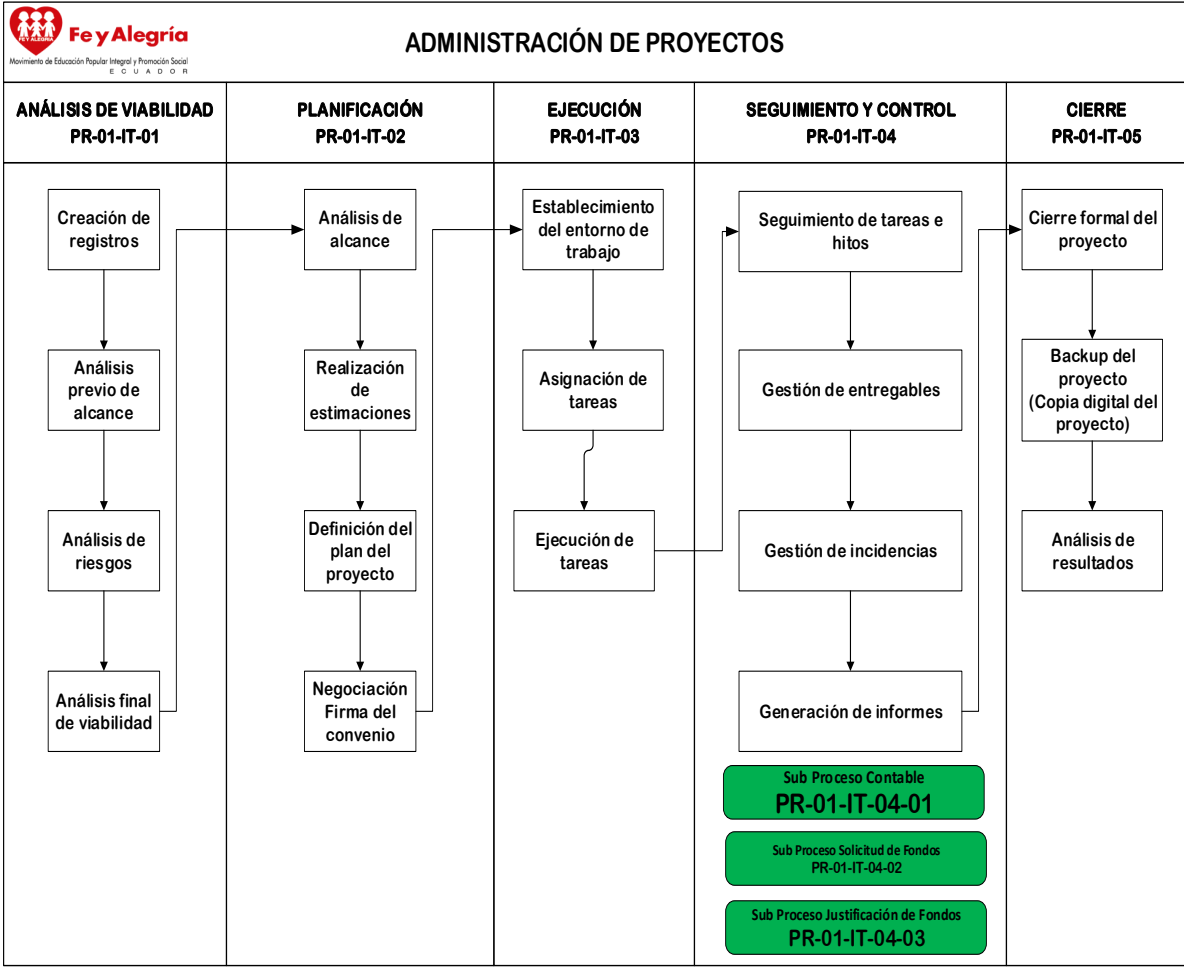 FE Y ALEGRIA
Fe y Alegría
Movimiento de Educación Popular Integral y Promoción Social
ECUADOR
ADMINISTRACIÓN DE PROYECTOS
ANÁLISIS DE VIABILIDAD
PR-01-IT-01
PLANIFICACIÓN
PR-01-IT-02
EJECUCIÓN
PR-01-IT-03
SEGUIMIENTO Y CONTROL
PR-01-IT-04
CIERRE
PR-01-IT-05
Creación de
registros
Análisis
previo de
alcance
Análisis de
riesgos
Análisis final
de viabilidad
Análisis de
alcance
Realización
de
estimaciones
Definición del
plan del
proyecto
Negociación
Firma del
convenio
Establecimiento
del entorno de
trabajo
Asignación de
tareas
Ejecución de
tareas
Seguimiento de tareas e
hitos
Gestión de entregables
Gestión de incidencias
Generación de informes
Sub Proceso Contable
PR-01-IT-04-01
Sub Proceso Solicitud de Fondos
PR-01-IT-04-02
Sub Proceso Justificación de Fondos
PR-01-IT-04-03
Cierre formal del
proyecto
Backup del
proyecto
(Copia digital del
proyecto)
Análisis de
resultados